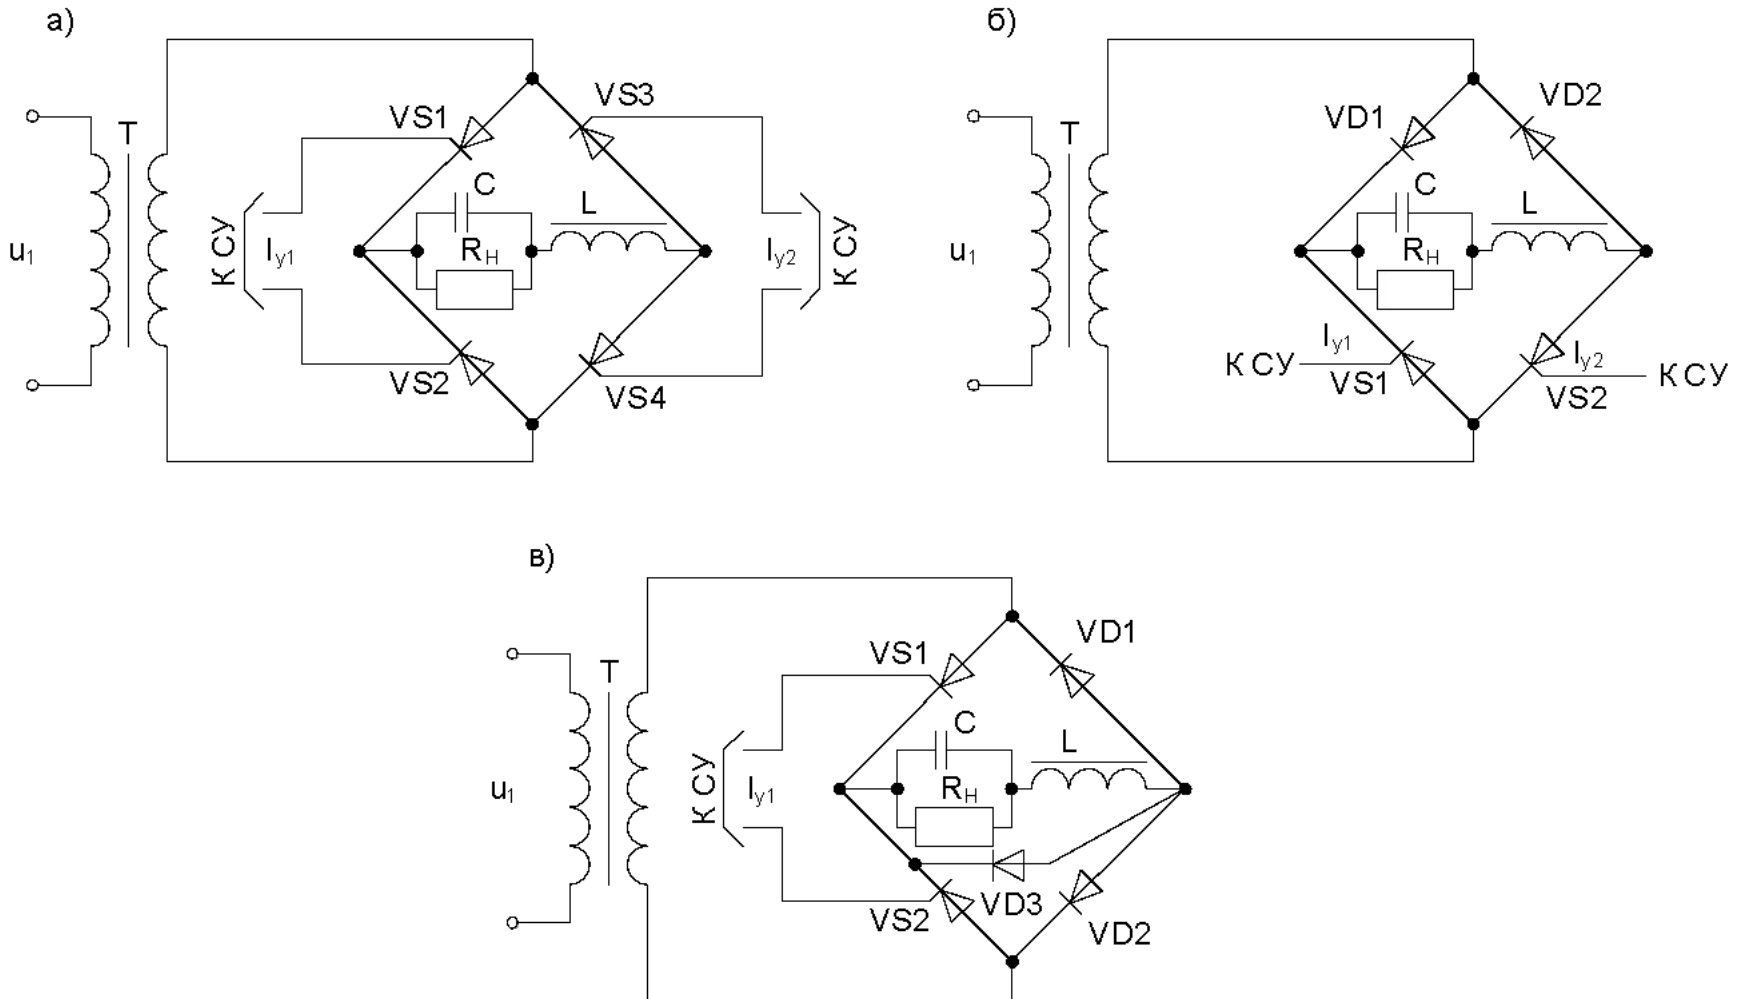 а)
VS1
VS3
T
C
L
К СУ
Iу1
RН
Iу2
К СУ
u1
VS2
VS4
б)
VD1
VD2
T
C
L
u1
RН
Iу1
Iу2
К СУ
VS1
VS2
К СУ
в)
VS1
VD1
T
C
L
К СУ
Iу1
RН
u1
VS2
VD3
VD2